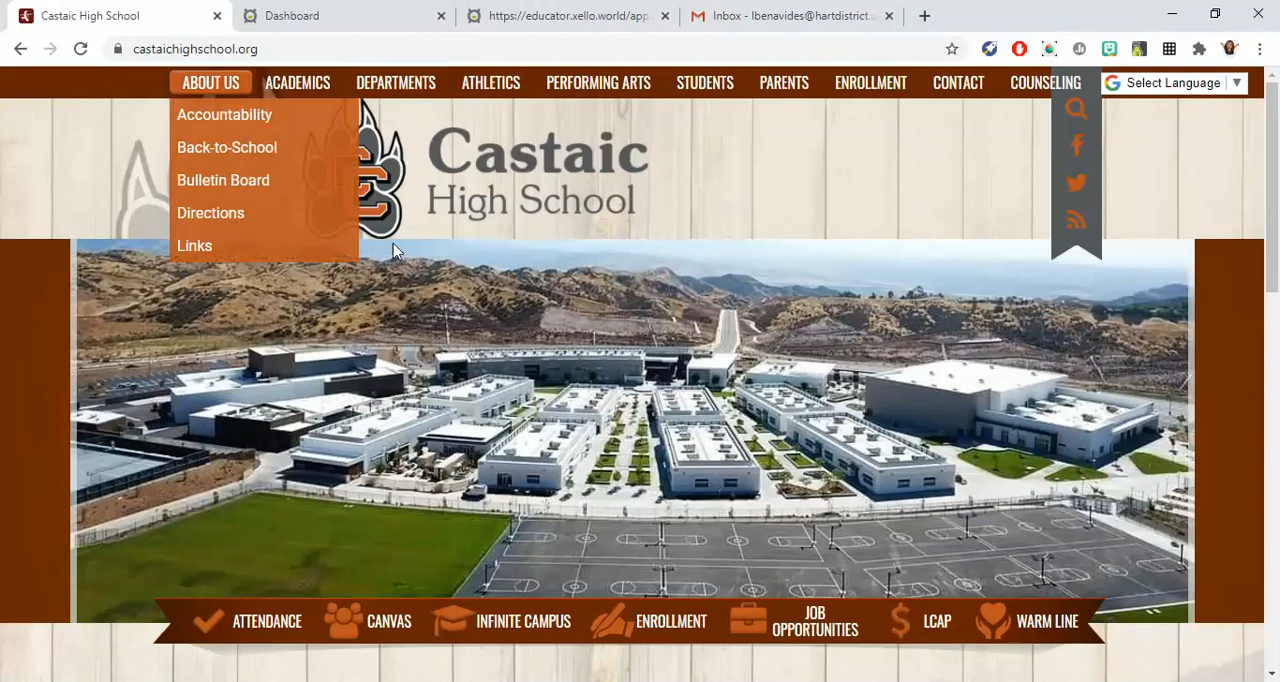 Castaic High School
Dashboard
https://educator.xello.world/app
Inbox - lbenavides@hartdistrict.c
castaichighschool.org
ABOUT US ACADEMICS DEPARTMENTS ATHLETICS PERFORMING ARTS STUDENTS PARENTS ENROLLMENT CONTACT COUNSELING Select Language
Accountability
Back-to-School
Bulletin Board
Directions
Links
Castaic
High School
ATTENDANCE CANVAS INFINITE CAMPUS ENROLLMENT JOB OPPORTUNITIES LCAP WARM LINE